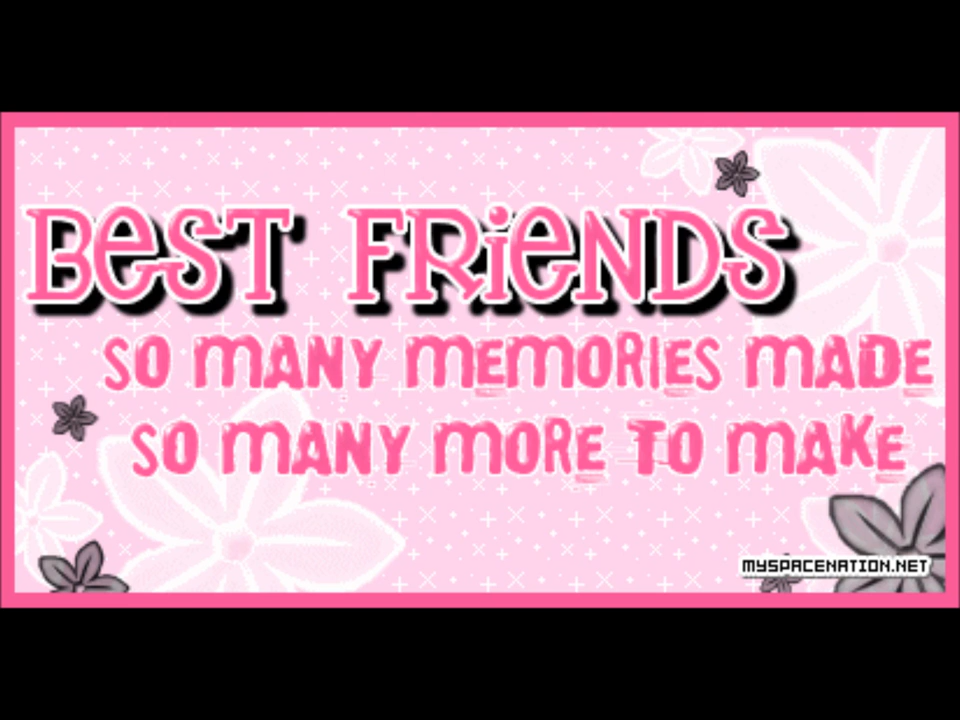 BeST FRieNDS
SO MANY MEMORIES MADE
SO MANY MORE TO MAKE
MYSPACENATION.NET